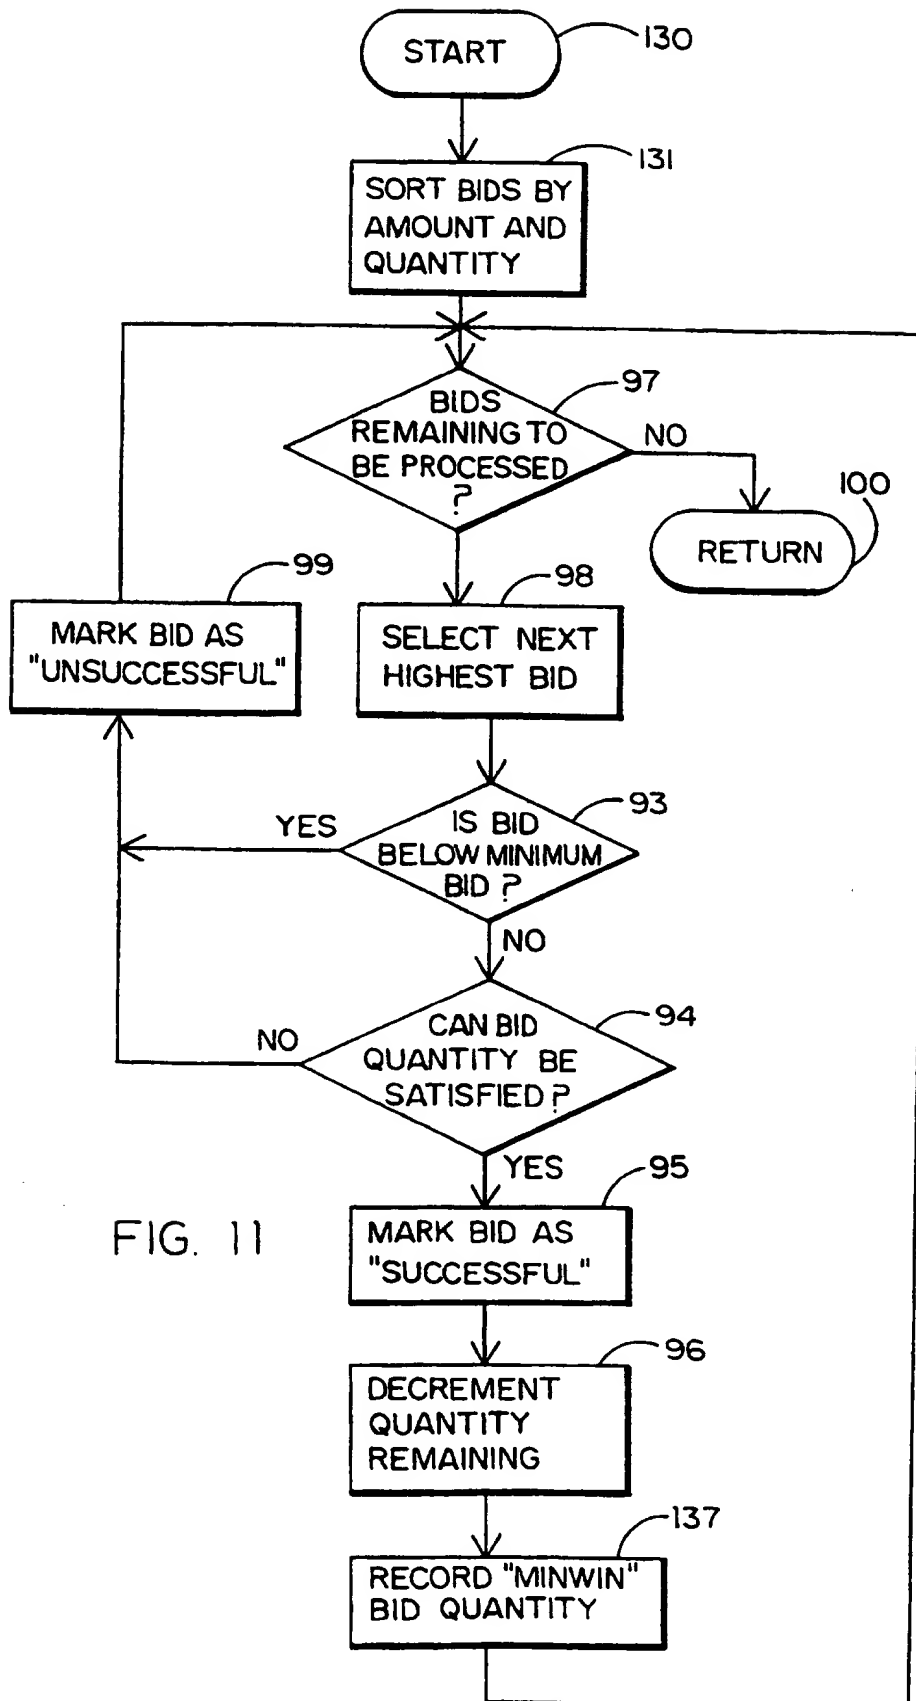 START
130
131
SORT BIDS BY
AMOUNT AND
QUANTITY
97
BIDS
REMAINING TO
BE PROCESSED
?
NO
100
RETURN
99
MARK BID AS
"UNSUCCESSFUL"
98
SELECT NEXT
HIGHEST BID
93
YES
IS BID
BELOW MINIMUM
BID ?
NO
94
NO
CAN BID
QUANTITY BE
SATISFIED ?
YES
95
MARK BID AS
"SUCCESSFUL"
FIG. 11
96
DECREMENT
QUANTITY
REMAINING
137
RECORD "MINWIN"
BID QUANTITY